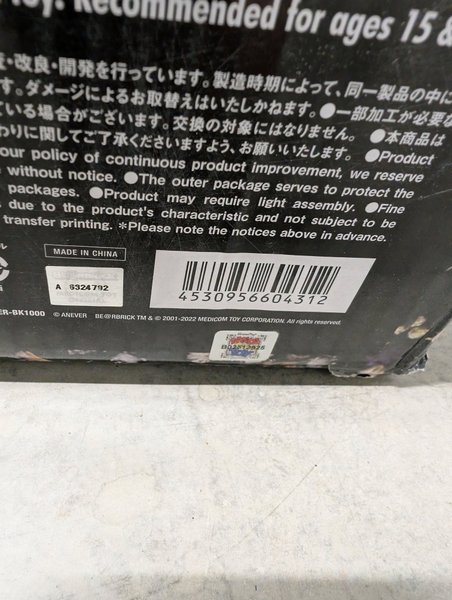 toy. Recommended for ages 15 &
・改良・開発を行っています。製造時期によって、同一製品の中に
す。ダメージによるお取替えはいたしかねます。●一部加工が必要な
ている場合がございます。交換の対象にはなりません。 ●本商品は
わりに関してご了承くださいますよう、お願いいたします。 ●Product
our policy of continuous product improvement, we reserve
without notice. ●The outer package serves to protect the
packages. ●Product may require light assembly. ●Fine
due to the product's characteristic and not subject to be
transfer printing. *Please note the notices above in advance.
MADE IN CHINA
A 6324792
4530956604312
ER-BK1000 © ANEVER BE@RBRICK TM & © 2001-2022 MEDICOM TOY CORPORATION. All rights reserved.